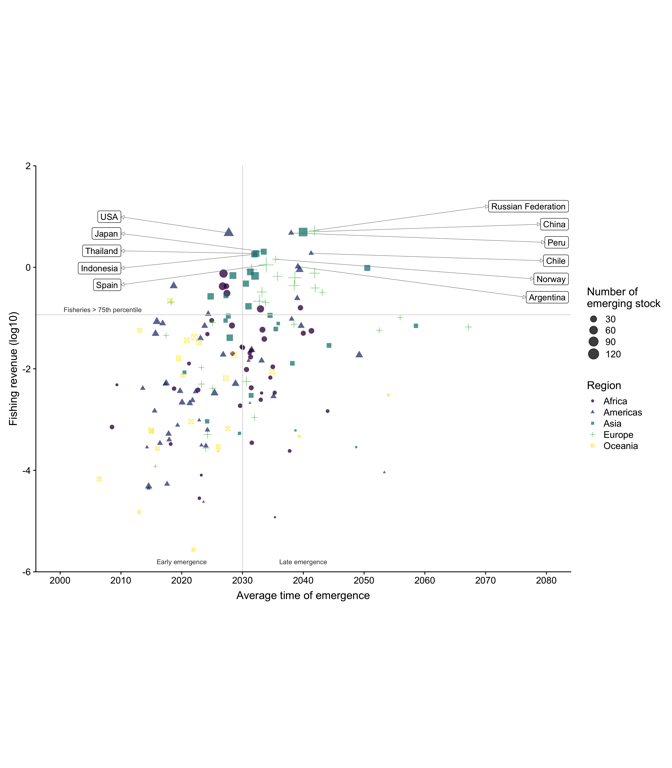 2
0
-2
-4
-6
Fishing revenue (log10)
USA
Japan
Thailand
Indonesia
Spain
Russian Federation
China
Peru
Chile
Norway
Argentina
Fisheries > 75th percentile
Early emergence
Late emergence
2000
2010
2020
2030
2040
2050
2060
2070
2080
Average time of emergence
Number of
emerging stock
30
60
90
120
Region
Africa
Americas
Asia
Europe
Oceania